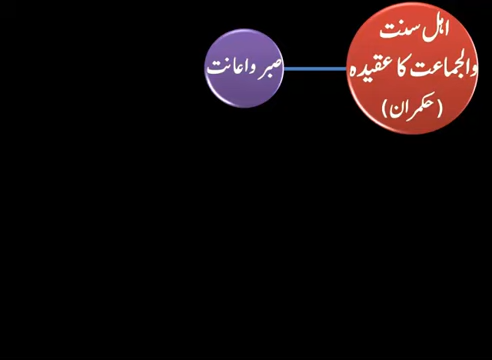 اہل سنت
والجماعت کا عقیدہ
(حکمران)
صبر واعانت